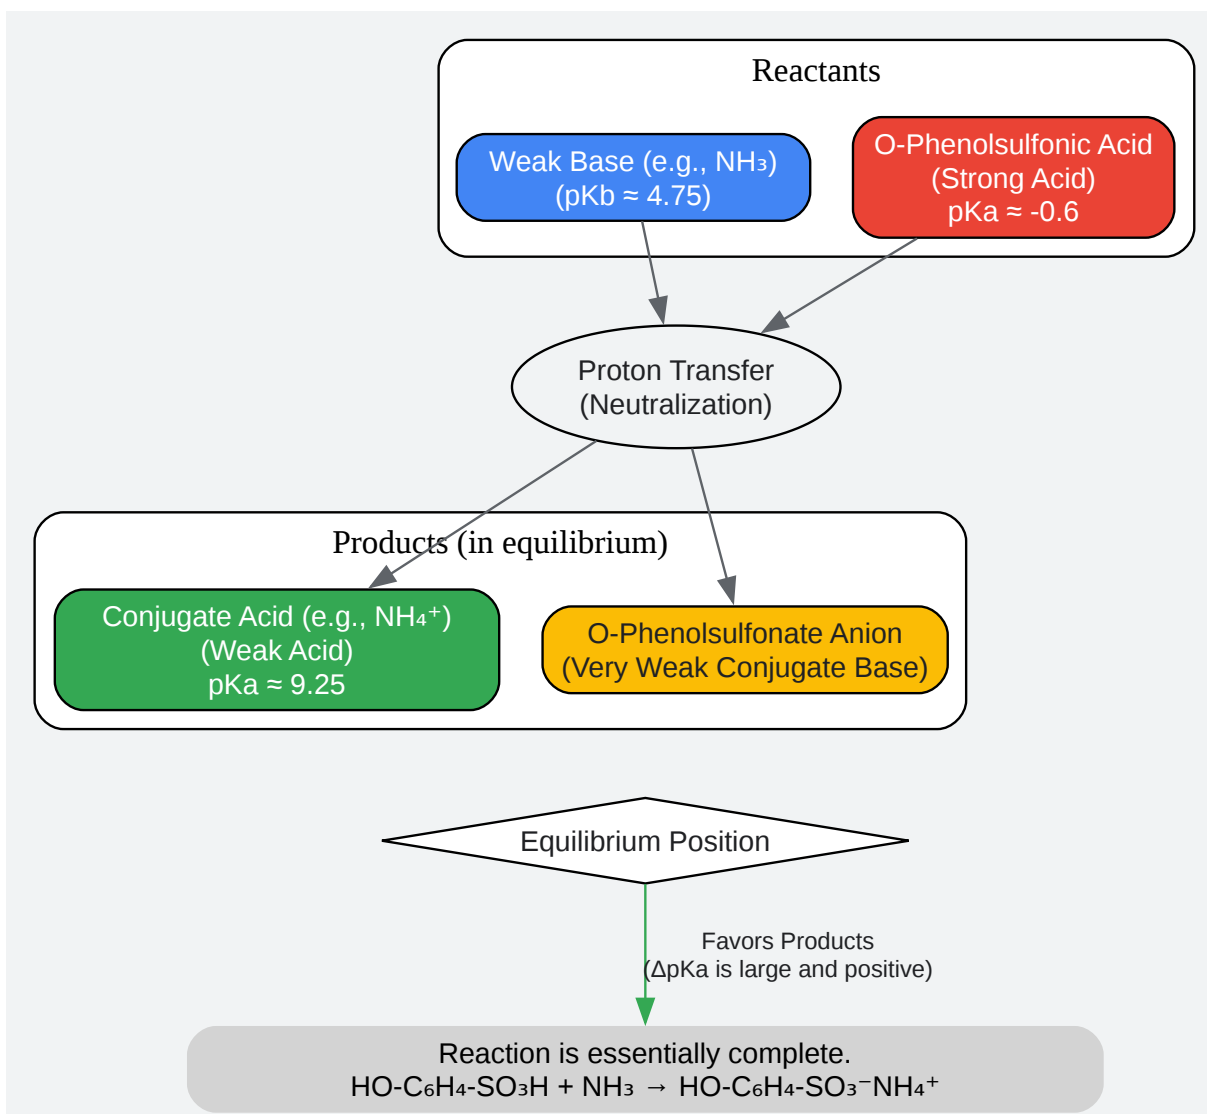 Reactants
Weak Base (e.g., NH₃)
(pKb ≈ 4.75)
O-Phenolsulfonic Acid
(Strong Acid)
pKa ≈ -0.6
Proton Transfer
(Neutralization)
Products (in equilibrium)
Conjugate Acid (e.g., NH₄⁺)
(Weak Acid)
pKa ≈ 9.25
O-Phenolsulfonate Anion
(Very Weak Conjugate Base)
Equilibrium Position
Favors Products
(ΔpKa is large and positive)
Reaction is essentially complete.
HO-C₆H₄-SO₃H + NH₃ → HO-C₆H₄-SO₃⁻NH₄⁺